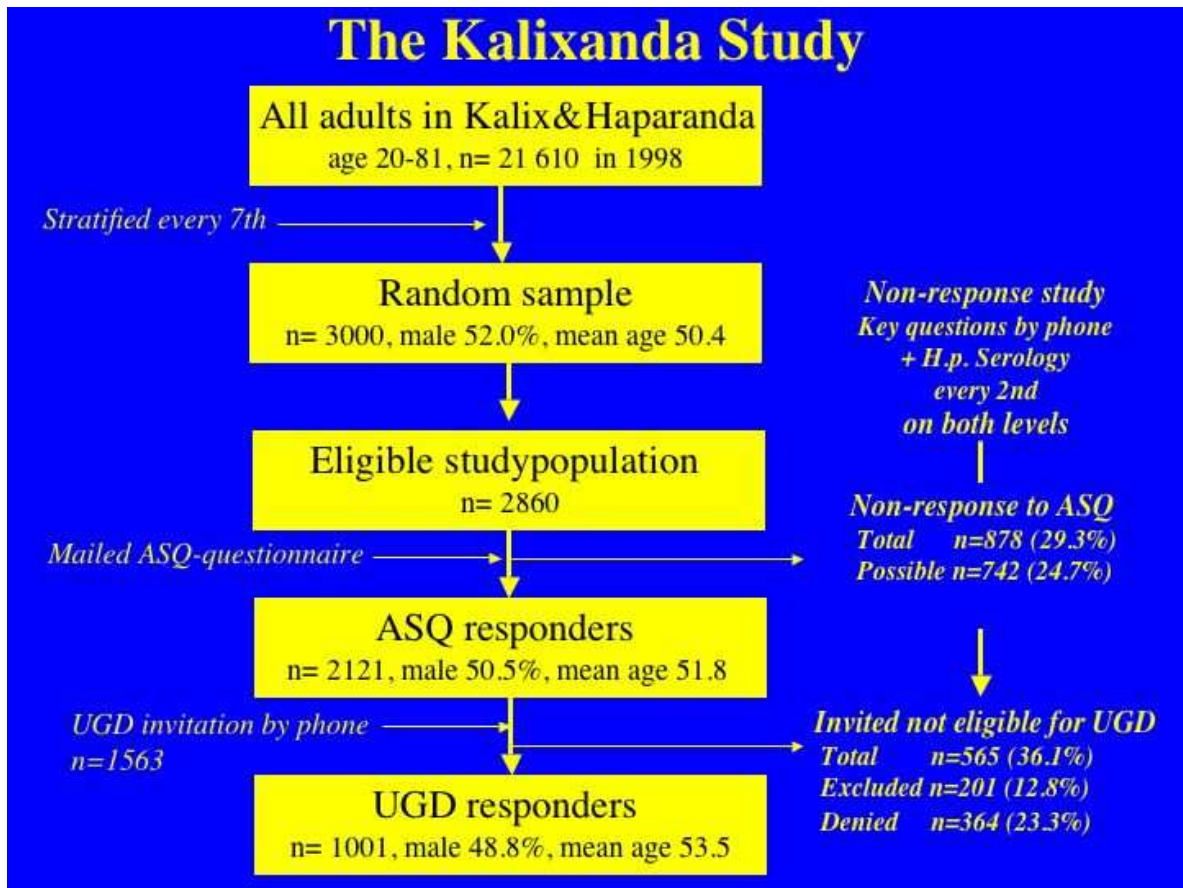 The Kalixanda Study
All adults in Kalix&Haparanda
age 20-81, n= 21 610 in 1998
Stratified every 7th
Random sample
n= 3000, male 52.0%, mean age 50.4
Eligible studypopulation
n= 2860
Mailed ASQ-questionnaire
ASQ responders
n= 2121, male 50.5%, mean age 51.8
UGD invitation by phone
n=1563
UGD responders
n= 1001, male 48.8%, mean age 53.5
Non-response study
Key questions by phone
+ H.p. Serology
every 2nd
on both levels
Non-response to ASQ
Total n=878 (29.3%)
Possible n=742 (24.7%)
Invited not eligible for UGD
Total n=565 (36.1%)
Excluded n=201 (12.8%)
Denied n=364 (23.3%)